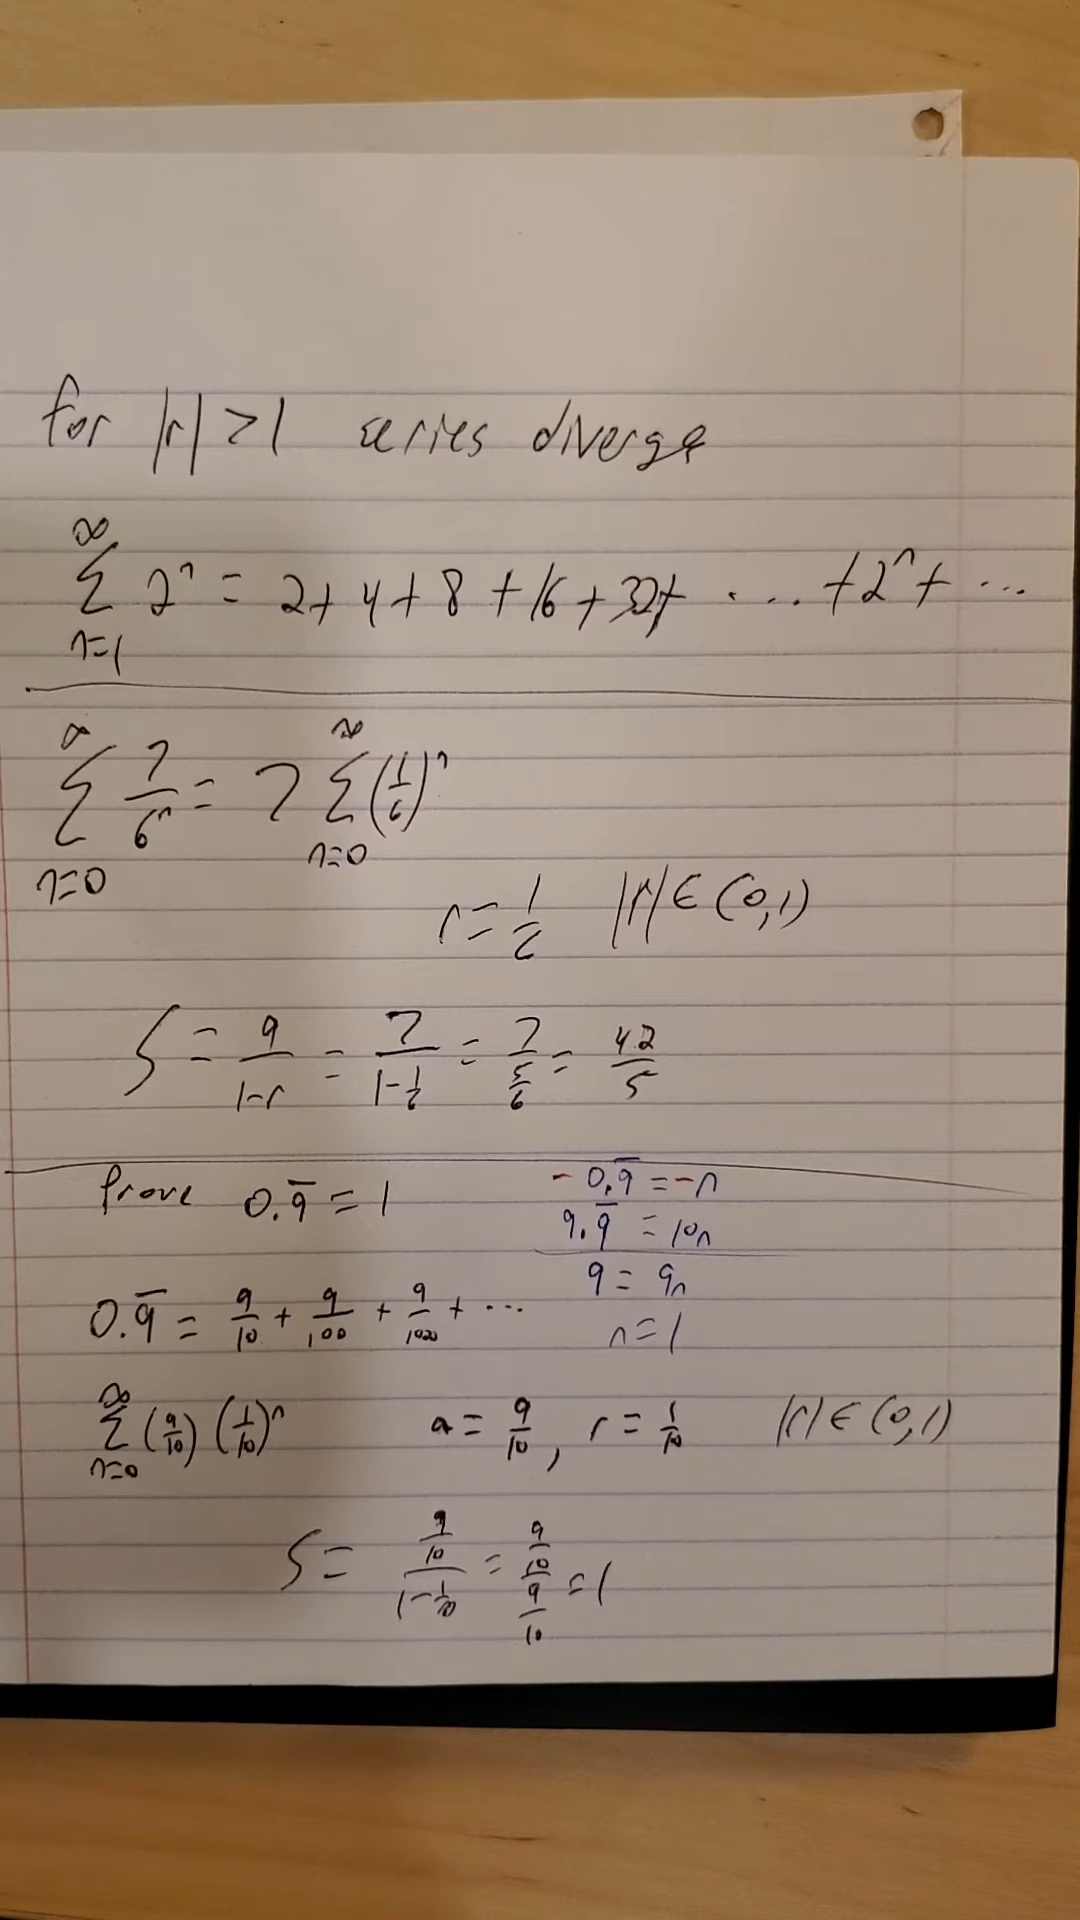 for |r| > 1 series diverge
∞
∑ 2ⁿ = 2 + 4 + 8 + 16 + 32 + ⋯ + 2ⁿ + ⋯
n=1
∞ ∞
∑ 7/6ⁿ = 7 ∑ (1/6)ⁿ
n=0 n=0
r = 1/6 |r| ∈ (0,1)
S = a/(1-r) = 7/(1-1/6) = 7/(5/6) = 42/5
Prove 0.9̅ = 1
- 0.9̅ = -n
9.9̅ = 10n
9 = 9n
n = 1
0.9̅ = 9/10 + 9/100 + 9/1000 + ⋯
∞
∑ (9/10) (1/10)ⁿ a = 9/10 , r = 1/10 |r| ∈ (0,1)
n=0
S = (9/10)/(1-1/10) = (9/10)/(9/10) = 1